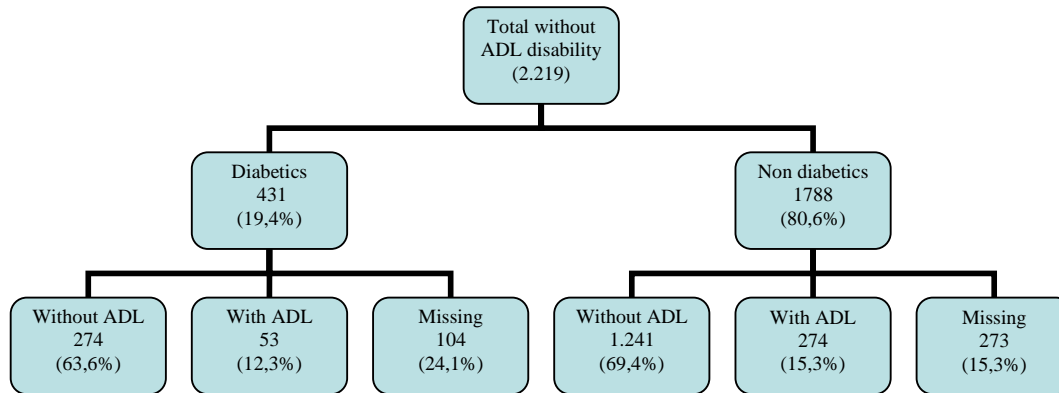 Total without
ADL disability
(2.219)
Diabetics
431
(19,4%)
Non diabetics
1788
(80,6%)
Without ADL
274
(63,6%)
With ADL
53
(12,3%)
Missing
104
(24,1%)
Without ADL
1.241
(69,4%)
With ADL
274
(15,3%)
Missing
273
(15,3%)